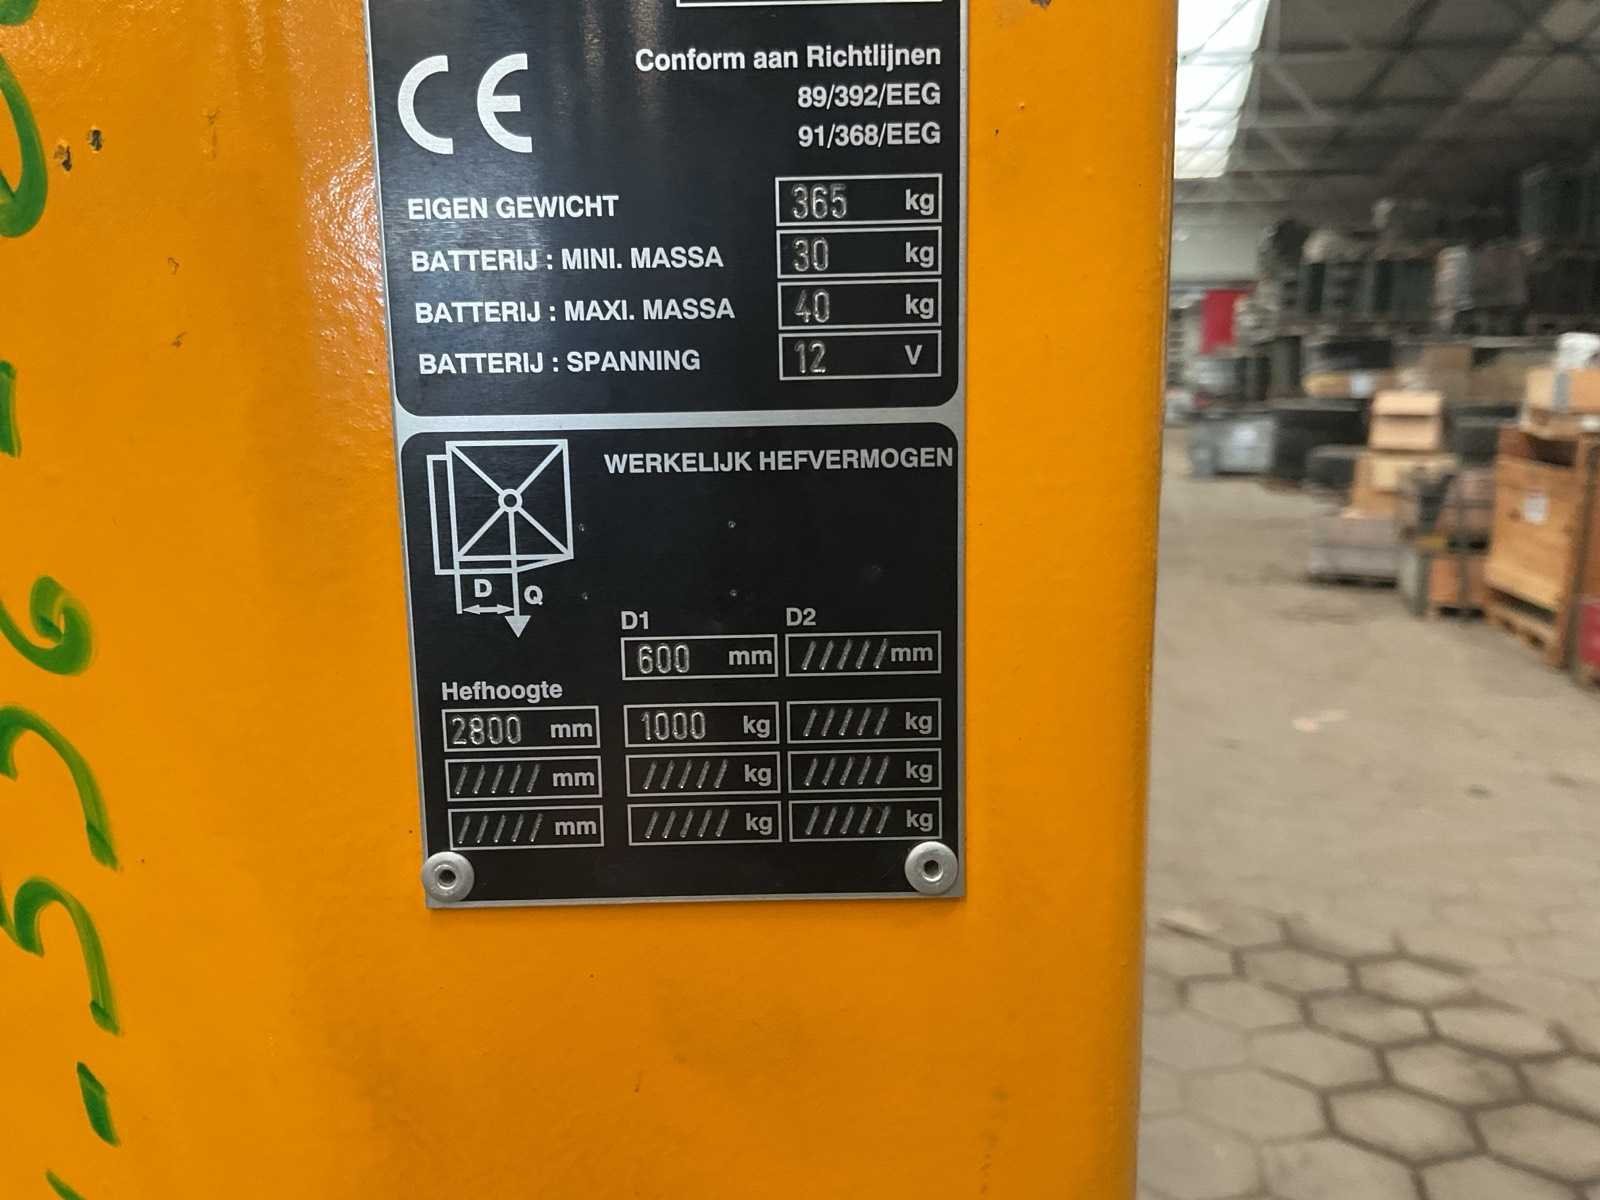 CE
Conform aan Richtlijnen
89/392/EEG
91/368/EEG
EIGEN GEWICHT 365 kg
BATTERIJ : MINI. MASSA 30 kg
BATTERIJ : MAXI. MASSA 40 kg
BATTERIJ : SPANNING 12 V
WERKELIJK HEFVERMOGEN
D Q
D1 D2
600 mm ///// mm
Hefhoogte
2800 mm 1000 kg ///// kg
///// mm ///// kg ///// kg
///// mm ///// kg ///// kg